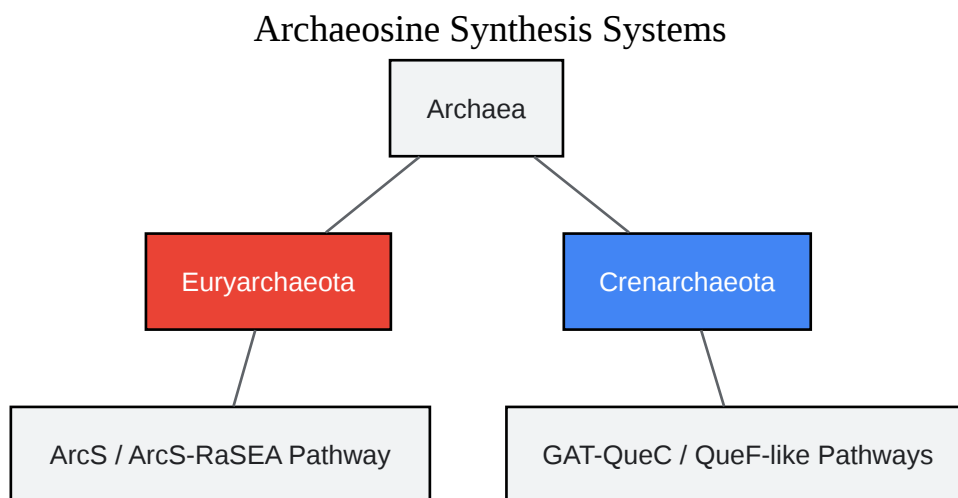 Archaeosine Synthesis Systems
Archaea
Euryarchaeota
Crenarchaeota
ArcS / ArcS-RaSEA Pathway
GAT-QueC / QueF-like Pathways